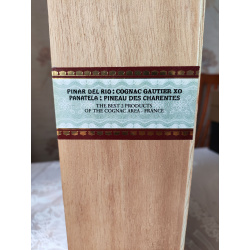 PINAR DEL RIO : COGNAC GAUTIER XO
PANATELA : PINEAU DES CHARENTES
THE BEST 2 PRODUCTS
OF THE COGNAC AREA - FRANCE